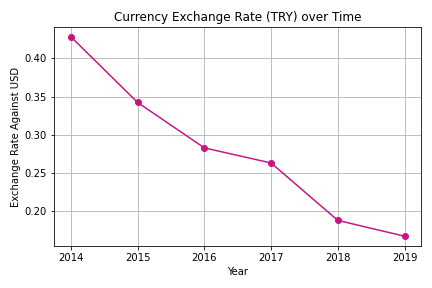 Currency Exchange Rate (TRY) over Time
Exchange Rate Against USD
0.40
0.35
0.30
0.25
0.20
2014 2015 2016 2017 2018 2019
Year